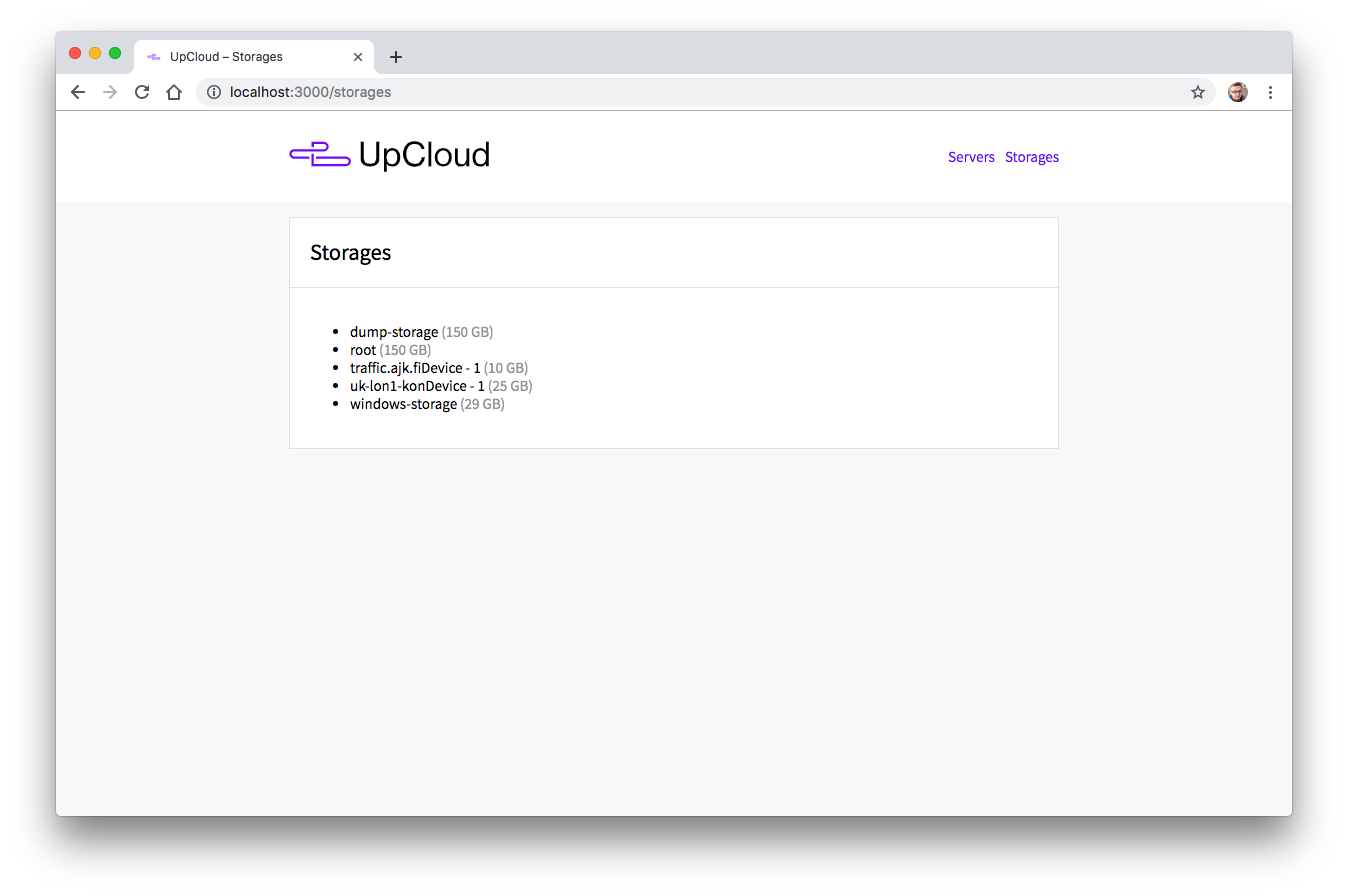 UpCloud – Storages
localhost:3000/storages
UpCloud
Servers Storages
Storages
dump-storage (150 GB)
root (150 GB)
traffic.ajk.fiDevice - 1 (10 GB)
uk-lon1-konDevice - 1 (25 GB)
windows-storage (29 GB)